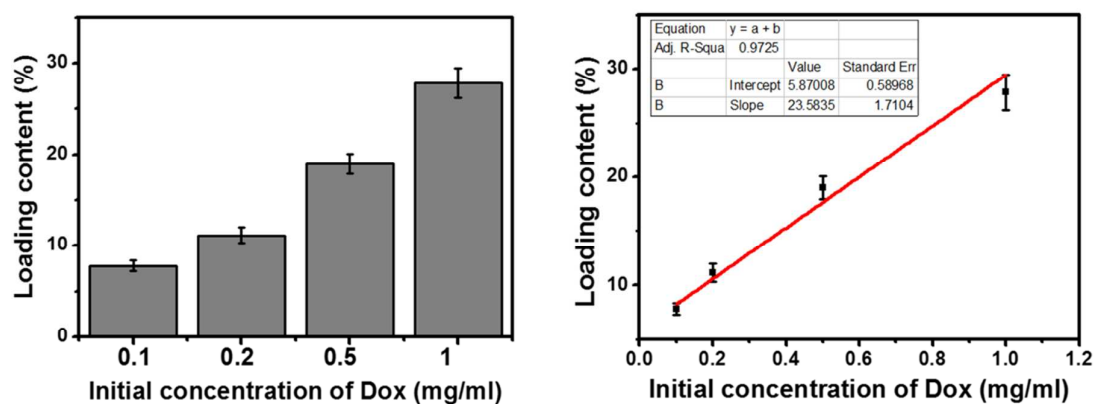 Loading content (%)
30
20
10
0
0.1 0.2 0.5 1
Initial concentration of Dox (mg/ml)
Equation y = a + b
Adj. R-Squa 0.9725
Value Standard Err
B Intercept 5.87008 0.58968
B Slope 23.5835 1.7104
Loading content (%)
30
20
10
0.0 0.2 0.4 0.6 0.8 1.0 1.2
Initial concentration of Dox (mg/ml)